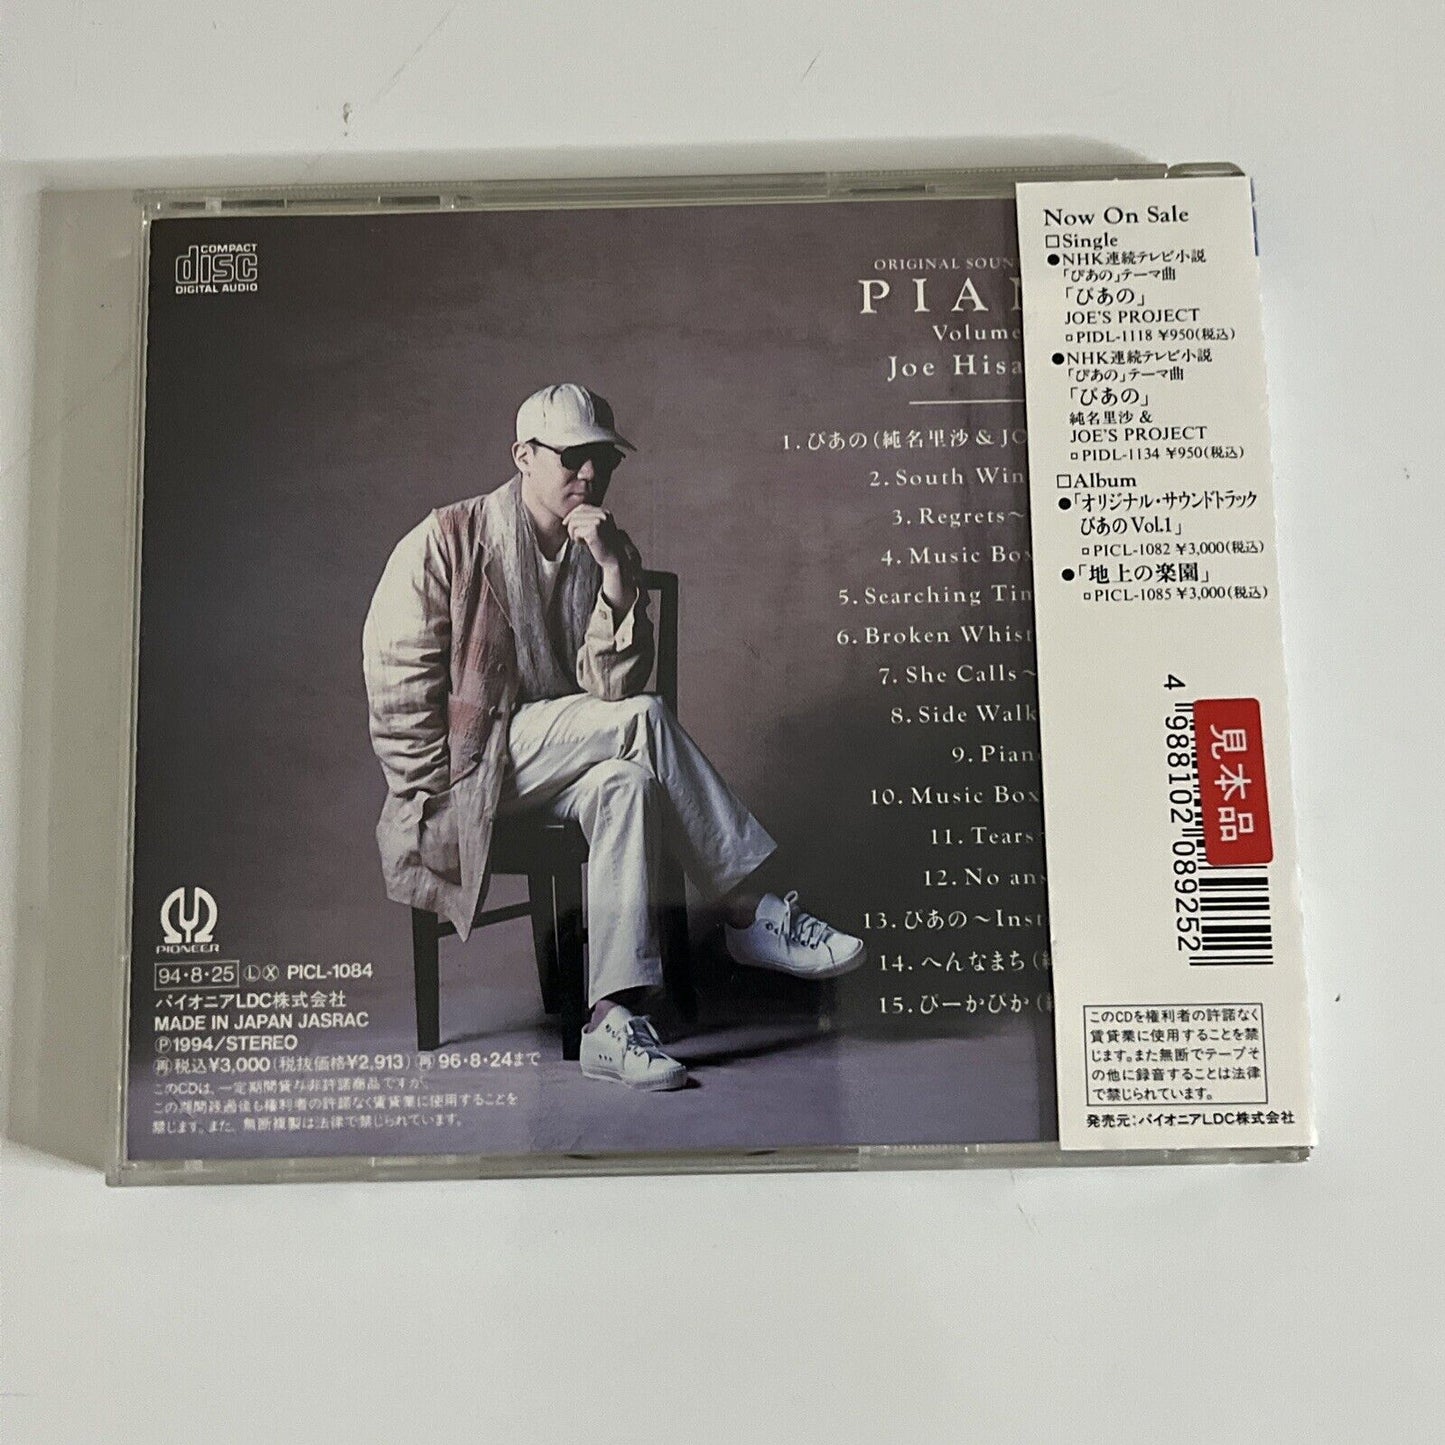 COMPACT
disc
DIGITAL AUDIO
ORIGINAL SOUN
PIAN
Volume
Joe Hisa
1. ぴあの (純名里沙 & JO
2. South Win
3. Regrets〜
4. Music Box
5. Searching Tim
6. Broken Whist
7. She Calls〜
8. Side Walk
9. Pian
10. Music Box
11. Tears
12. No ans
13. ぴあの〜Inst
14. へんなまち (純
15. ぴーかぴか (純
PIONEER
94・8・25 Ⓛ Ⓧ PICL-1084
パイオニアLDC株式会社
MADE IN JAPAN JASRAC
Ⓟ1994/STEREO
再税込¥3,000(税抜価格¥2,913) 再 96・8・24まで
このCDは、一定期間貸与非許諾商品ですが、
この期間経過後も権利者の許諾なく賃貸業に使用することを
禁じます。また、無断複製は法律で禁じられています。
Now On Sale
□Single
●NHK連続テレビ小説
「ぴあの」テーマ曲
「ぴあの」
JOE'S PROJECT
PIDL-1118 ¥950(税込)
●NHK連続テレビ小説
「ぴあの」テーマ曲
「ぴあの」
純名里沙 &
JOE'S PROJECT
PIDL-1134 ¥950(税込)
□Album
●「オリジナル・サウンドトラック
ぴあの Vol.1」
PICL-1082 ¥3,000(税込)
●「地上の楽園」
PICL-1085 ¥3,000(税込)
見本品
4 988102 089252
このCDを権利者の許諾なく
賃貸業に使用することを禁
じます。また無断でテープそ
の他に録音することは法律
で禁じられています。
発売元:パイオニアLDC株式会社